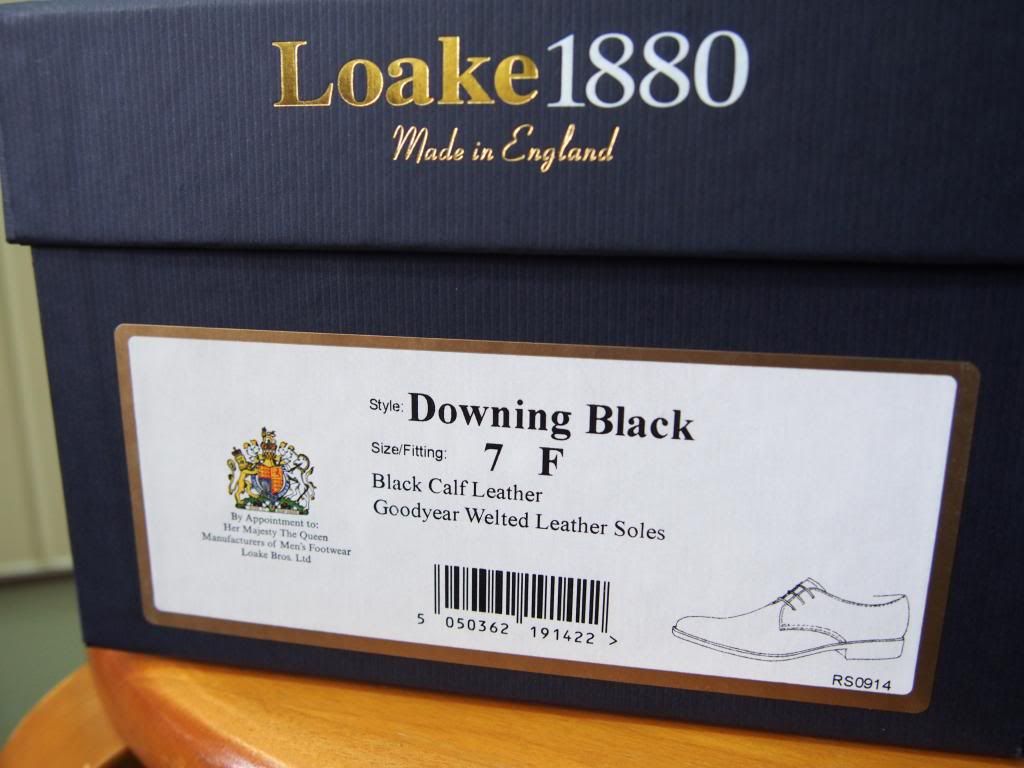 Loake1880
Made in England
Style: Downing Black
Size/Fitting: 7 F
Black Calf Leather
Goodyear Welted Leather Soles
By Appointment to:
Her Majesty The Queen
Manufacturers of Men's Footwear
Loake Bros. Ltd
5 050362 191422 >
RS0914